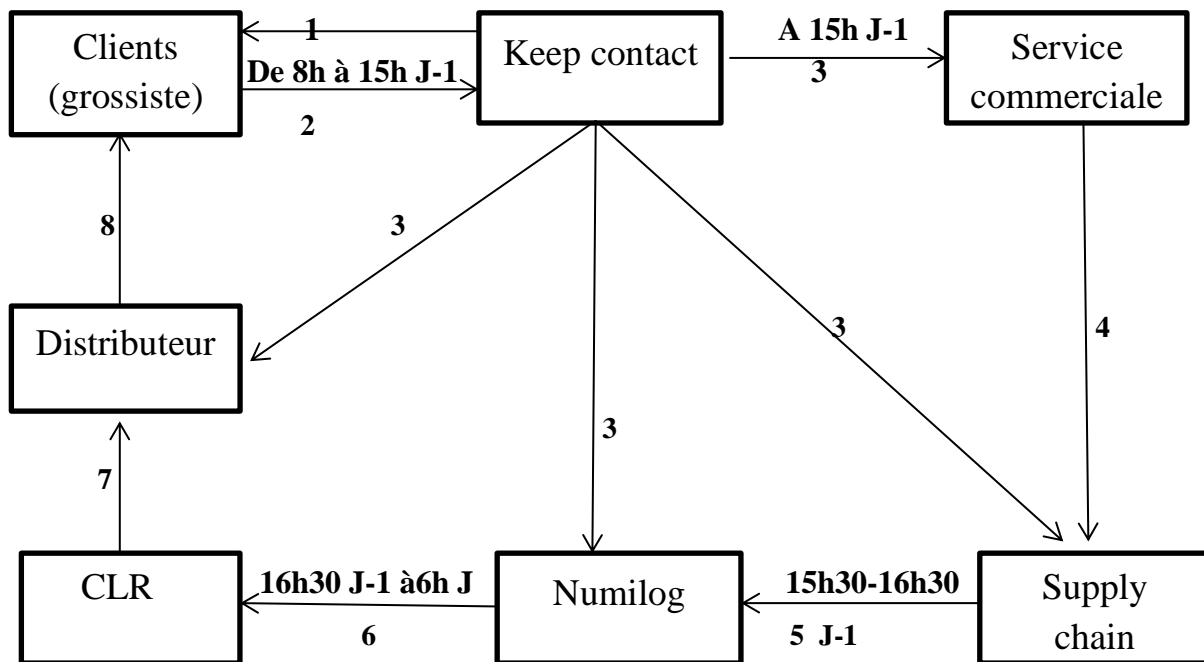 Clients
(grossiste)
1
De 8h à 15h J-1
2
Keep contact
A 15h J-1
3
Service
commerciale
8
3
3
4
Distributeur
3
7
CLR
16h30 J-1 à6h J
6
Numilog
15h30-16h30
5 J-1
Supply
chain